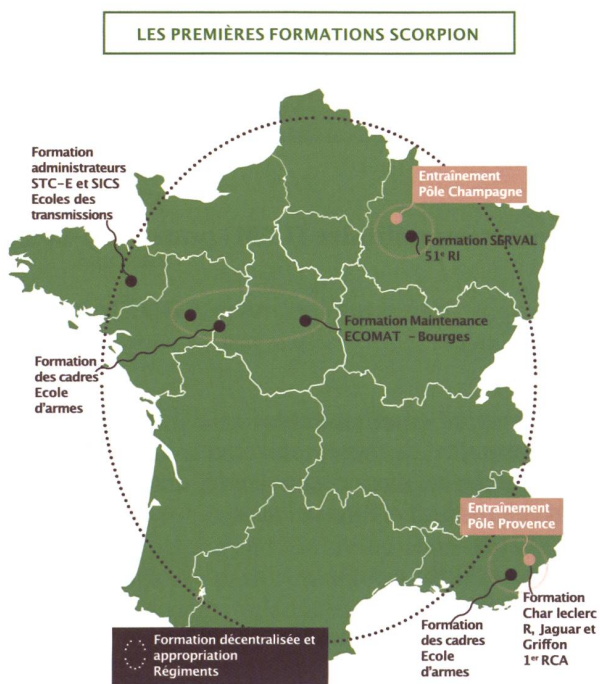 LES PREMIÈRES FORMATIONS SCORPION
Formation
administrateurs
STC-E et SICS
Ecoles des
transmissions
Entraînement
Pôle Champagne
Formation SERVAL
51e RI
Formation Maintenance
ECOMAT - Bourges
Formation
des cadres
Ecole
d'armes
Entraînement
Pôle Provence
Formation
Char leclerc
R, Jaguar et
Griffon
1er RCA
Formation
des cadres
Ecole
d'armes
Formation décentralisée et
appropriation
Régiments